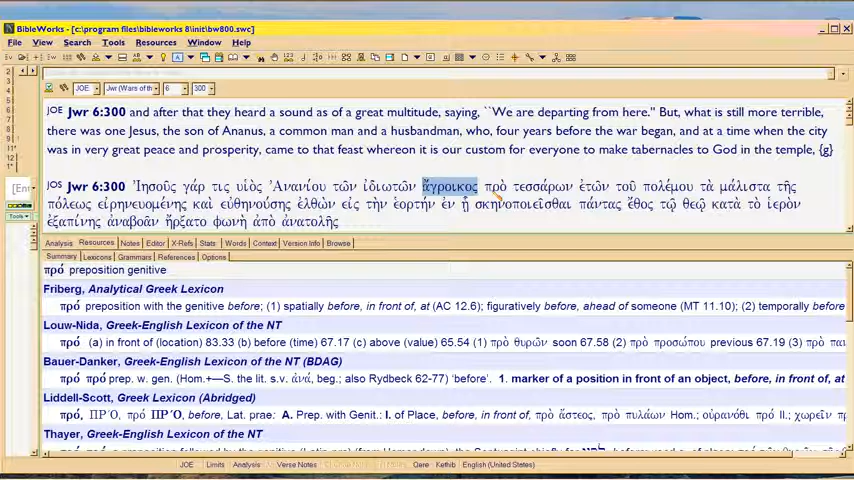 BibleWorks - [c:\program files\bibleworks 8\init\bw800.swc]
File View Search Tools Resources Window Help
JOE Jwr (Wars of th 6 300
JOE Jwr 6:300 and after that they heard a sound as of a great multitude, saying, ``We are departing from here." But, what is still more terrible,
there was one Jesus, the son of Ananus, a common man and a husbandman, who, four years before the war began, and at a time when the city
was in very great peace and prosperity, came to that feast whereon it is our custom for everyone to make tabernacles to God in the temple, {g}
JOS Jwr 6:300 Ἰησοῦς γάρ τις υἱὸς Ἀνανίου τῶν ἰδιωτῶν ἄγροικος πρὸ τεσσάρων ἐτῶν τοῦ πολέμου τὰ μάλιστα τῆς
πόλεως εἰρηνευομένης καὶ εὐθηνούσης ἐλθὼν εἰς τὴν ἑορτήν ἐν ᾗ σκηνοποιεῖσθαι πάντας ἔθος τῷ θεῷ κατὰ τὸ ἱερὸν
ἐξαπίνης ἀναβοᾶν ἤρξατο φωνὴ ἀπὸ ἀνατολῆς
Tools
Analysis Resources Notes Editor X-Refs Stats Words Context Version Info Browse
Summary Lexicons Grammars References Options
πρό preposition genitive
Friberg, Analytical Greek Lexicon
πρό preposition with the genitive before; (1) spatially before, in front of, at (AC 12.6); figuratively before, ahead of someone (MT 11.10); (2) temporally before
Louw-Nida, Greek-English Lexicon of the NT
πρό (a) in front of (location) 83.33 (b) before (time) 67.17 (c) above (value) 65.54 (1) πρὸ θυρῶν soon 67.58 (2) πρὸ προσώπου previous 67.19 (3) πρὸ
Bauer-Danker, Greek-English Lexicon of the NT (BDAG)
πρό πρό prep. w. gen. (Hom.+—S. the lit. s.v. ἀνά, beg.; also Rydbeck 62-77) 'before'. 1. marker of a position in front of an object, before, in front of, at
Liddell-Scott, Greek Lexicon (Abridged)
πρό, ΠΡΌ, πρό ΠΡΌ, before, Lat. prae: A. Prep. with Genit.: I. of Place, before, in front of, πρὸ ἄστεος, πρὸ πυλάων Hom.; οὐρανόθι πρό Il.; χωρεῖν
Thayer, Greek-English Lexicon of the NT
JOE Limits Analysis Verse Notes Qere Kethib English (United States)